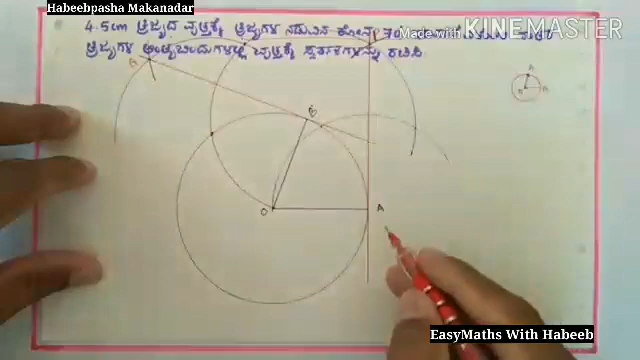 Habeebpasha Makanadar
Made with KINEMASTER
4.5cm ತ್ರಿಜ್ಯದ ವೃತ್ತಕ್ಕೆ ತ್ರಿಜ್ಯಗಳ ನಡುವಿನ ಕೋನ
ತ್ರಿಜ್ಯಗಳ ಅಂತ್ಯಬಿಂದುಗಳಲ್ಲಿ ವೃತ್ತಕ್ಕೆ ಸ್ಪರ್ಶಕಗಳನ್ನು ರಚಿಸಿ.
B
O A
EasyMaths With Habeeb